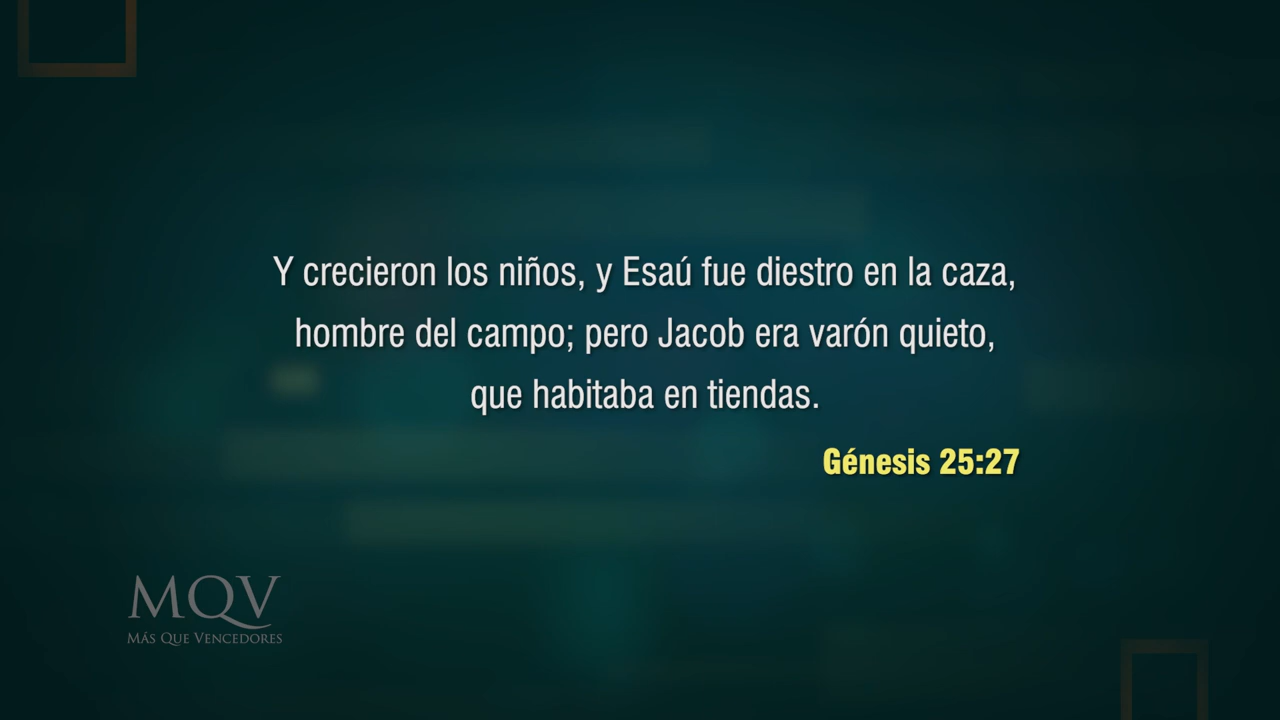 Y crecieron los niños, y Esaú fue diestro en la caza,
hombre del campo; pero Jacob era varón quieto,
que habitaba en tiendas.
Génesis 25:27
MQV
MÁS QUE VENCEDORES